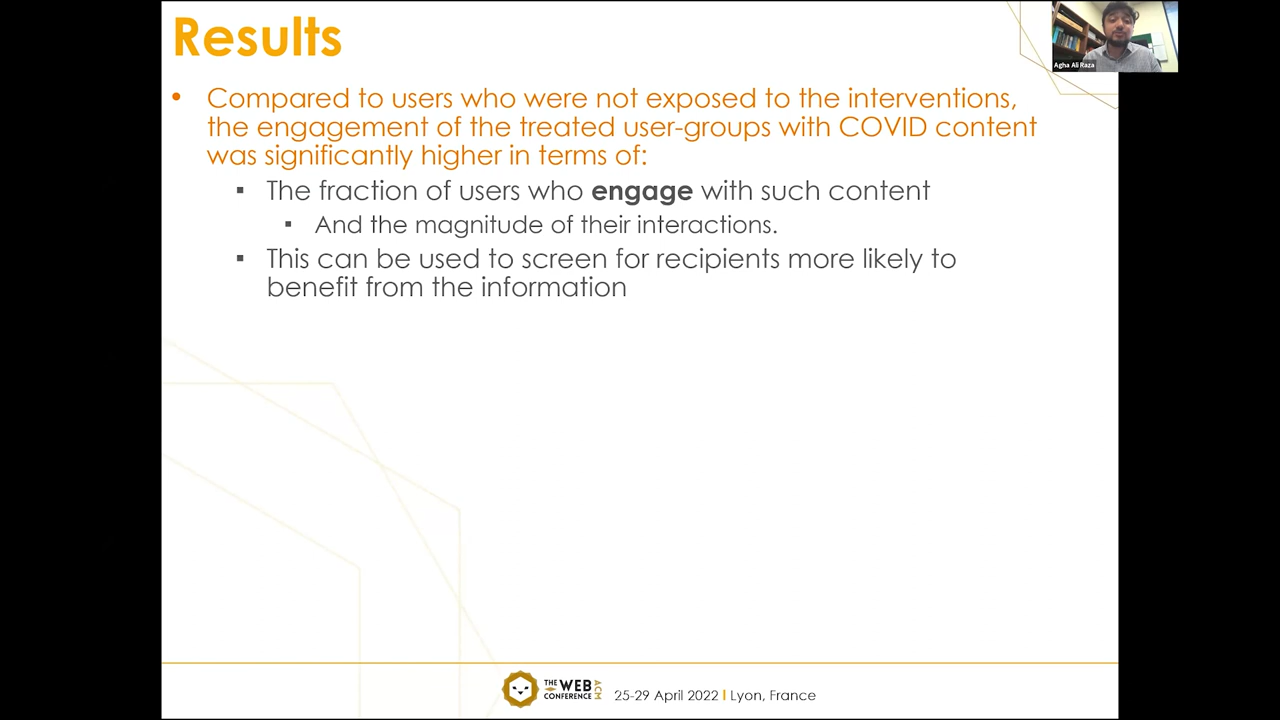 Results
Agha Ali Raza
• Compared to users who were not exposed to the interventions,
the engagement of the treated user-groups with COVID content
was significantly higher in terms of:
▪ The fraction of users who engage with such content
▪ And the magnitude of their interactions.
▪ This can be used to screen for recipients more likely to
benefit from the information
THE WEB
CONFERENCE
ACM
25-29 April 2022 | Lyon, France